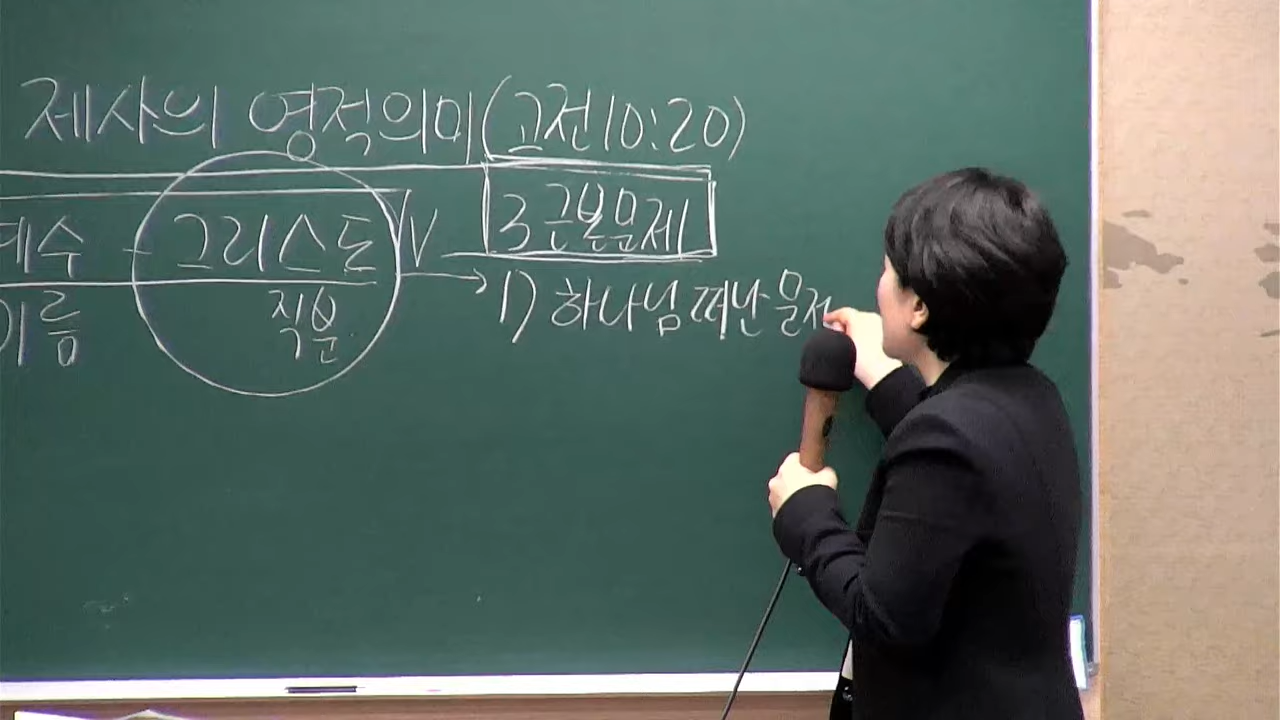 제사의 영적의미(고전10:20)
예수 - 그리스도 V 3근본문제
이름 직분 → 1) 하나님 떠난 문제